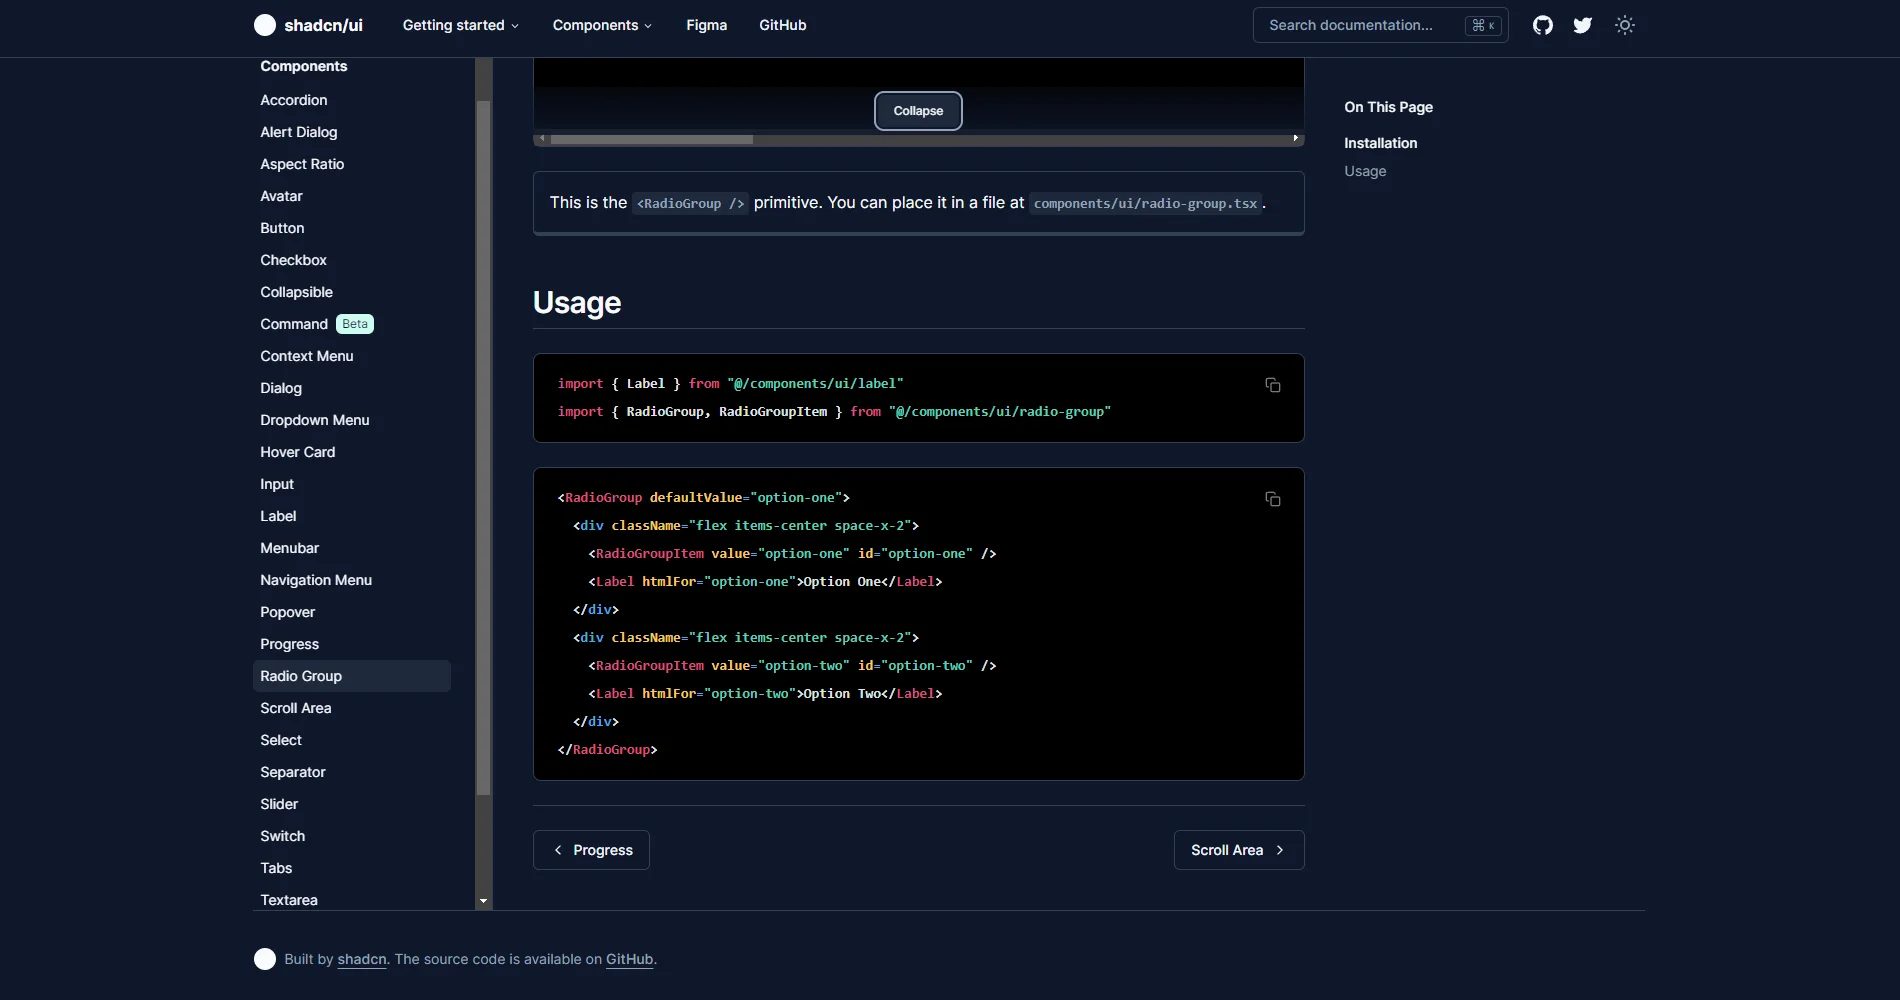 shadcn/ui
Getting started
Components
Figma
GitHub
Search documentation...
⌘ K
Components
Accordion
Alert Dialog
Aspect Ratio
Avatar
Button
Checkbox
Collapsible
Command Beta
Context Menu
Dialog
Dropdown Menu
Hover Card
Input
Label
Menubar
Navigation Menu
Popover
Progress
Radio Group
Scroll Area
Select
Separator
Slider
Switch
Tabs
Textarea
Collapse
This is the <RadioGroup /> primitive. You can place it in a file at components/ui/radio-group.tsx.
Usage
import { Label } from "@/components/ui/label"
import { RadioGroup, RadioGroupItem } from "@/components/ui/radio-group"
<RadioGroup defaultValue="option-one">
  <div className="flex items-center space-x-2">
    <RadioGroupItem value="option-one" id="option-one" />
    <Label htmlFor="option-one">Option One</Label>
  </div>
  <div className="flex items-center space-x-2">
    <RadioGroupItem value="option-two" id="option-two" />
    <Label htmlFor="option-two">Option Two</Label>
  </div>
</RadioGroup>
Progress
Scroll Area
On This Page
Installation
Usage
Built by shadcn. The source code is available on GitHub.